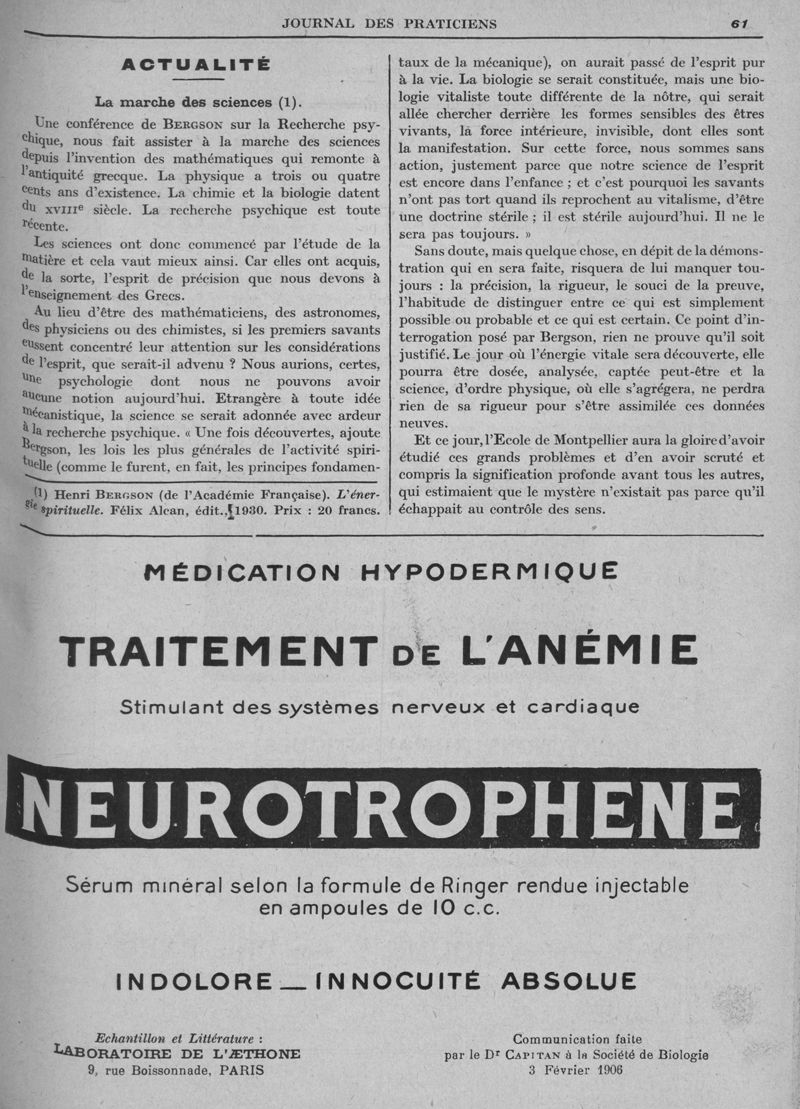 JOURNAL DES PRATICIENS 61
ACTUALITÉ
La marche des sciences (1).
Une conférence de BERGSON sur la Recherche psy-
chique, nous fait assister à la marche des sciences
depuis l'invention des mathématiques qui remonte à
l'antiquité grecque. La physique a trois ou quatre
cents ans d'existence. La chimie et la biologie datent
du XVIIIe siècle. La recherche psychique est toute
récente.
Les sciences ont donc commencé par l'étude de la
matière et cela vaut mieux ainsi. Car elles ont acquis,
de la sorte, l'esprit de précision que nous devons à
l'enseignement des Grecs.
Au lieu d'être des mathématiciens, des astronomes,
des physiciens ou des chimistes, si les premiers savants
eussent concentré leur attention sur les considérations
de l'esprit, que serait-il advenu ? Nous aurions, certes,
une psychologie dont nous ne pouvons avoir
aucune notion aujourd'hui. Etrangère à toute idée
mécanistique, la science se serait adonnée avec ardeur
à la recherche psychique. « Une fois découvertes, ajoute
Bergson, les lois les plus générales de l'activité spiri-
tuelle (comme le furent, en fait, les principes fondamen-
(1) Henri BERGSON (de l'Académie Française). L'éner-
gie spirituelle. Félix Alcan, édit., 1930. Prix : 20 francs.
taux de la mécanique), on aurait passé de l'esprit pur
à la vie. La biologie se serait constituée, mais une bio-
logie vitaliste toute différente de la nôtre, qui serait
allée chercher derrière les formes sensibles des êtres
vivants, la force intérieure, invisible, dont elles sont
la manifestation. Sur cette force, nous sommes sans
action, justement parce que notre science de l'esprit
est encore dans l'enfance ; et c'est pourquoi les savants
n'ont pas tort quand ils reprochent au vitalisme, d'être
une doctrine stérile ; il est stérile aujourd'hui. Il ne le
sera pas toujours. »
Sans doute, mais quelque chose, en dépit de la démons-
tration qui en sera faite, risquera de lui manquer tou-
jours : la précision, la rigueur, le souci de la preuve,
l'habitude de distinguer entre ce qui est simplement
possible ou probable et ce qui est certain. Ce point d'in-
terrogation posé par Bergson, rien ne prouve qu'il soit
justifié. Le jour où l'énergie vitale sera découverte, elle
pourra être dosée, analysée, captée peut-être et la
science, d'ordre physique, où elle s'agrégera, ne perdra
rien de sa rigueur pour s'être assimilée ces données
neuves.
Et ce jour, l'Ecole de Montpellier aura la gloire d'avoir
étudié ces grands problèmes et d'en avoir scruté et
compris la signification profonde avant tous les autres,
qui estimaient que le mystère n'existait pas parce qu'il
échappait au contrôle des sens.
MÉDICATION HYPODERMIQUE
TRAITEMENT DE L'ANÉMIE
Stimulant des systèmes nerveux et cardiaque
NEUROTROPHENE
Sérum minéral selon la formule de Ringer rendue injectable
en ampoules de 10 c.c.
INDOLORE — INNOCUITÉ ABSOLUE
Echantillon et Littérature :
LABORATOIRE DE L'ÆTHONE
9, rue Boissonnade, PARIS
Communication faite
par le Dr CAPITAN à la Société de Biologie
3 Février 1906